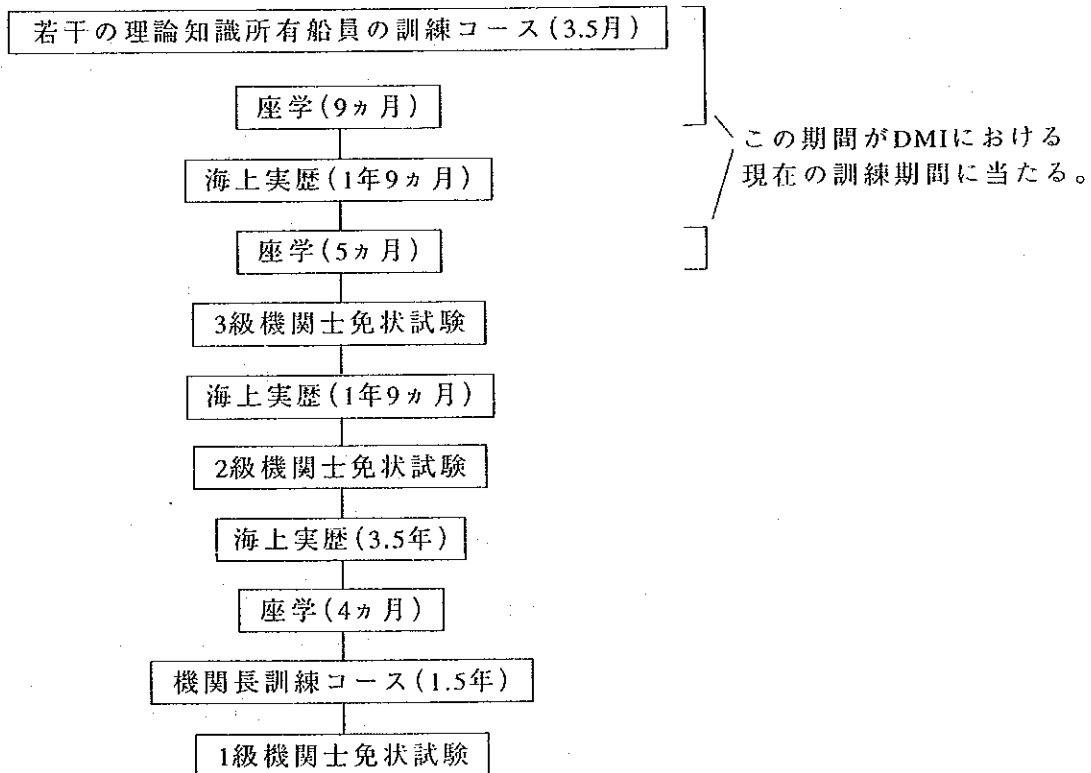 若干の理論知識所有船員の訓練コース(3.5月)
座学(9ヵ月)
海上実歴(1年9ヵ月)
座学(5ヵ月)
3級機関士免状試験
海上実歴(1年9ヵ月)
2級機関士免状試験
海上実歴(3.5年)
座学(4ヵ月)
機関長訓練コース(1.5年)
1級機関士免状試験
この期間がDMIにおける
現在の訓練期間に当たる。